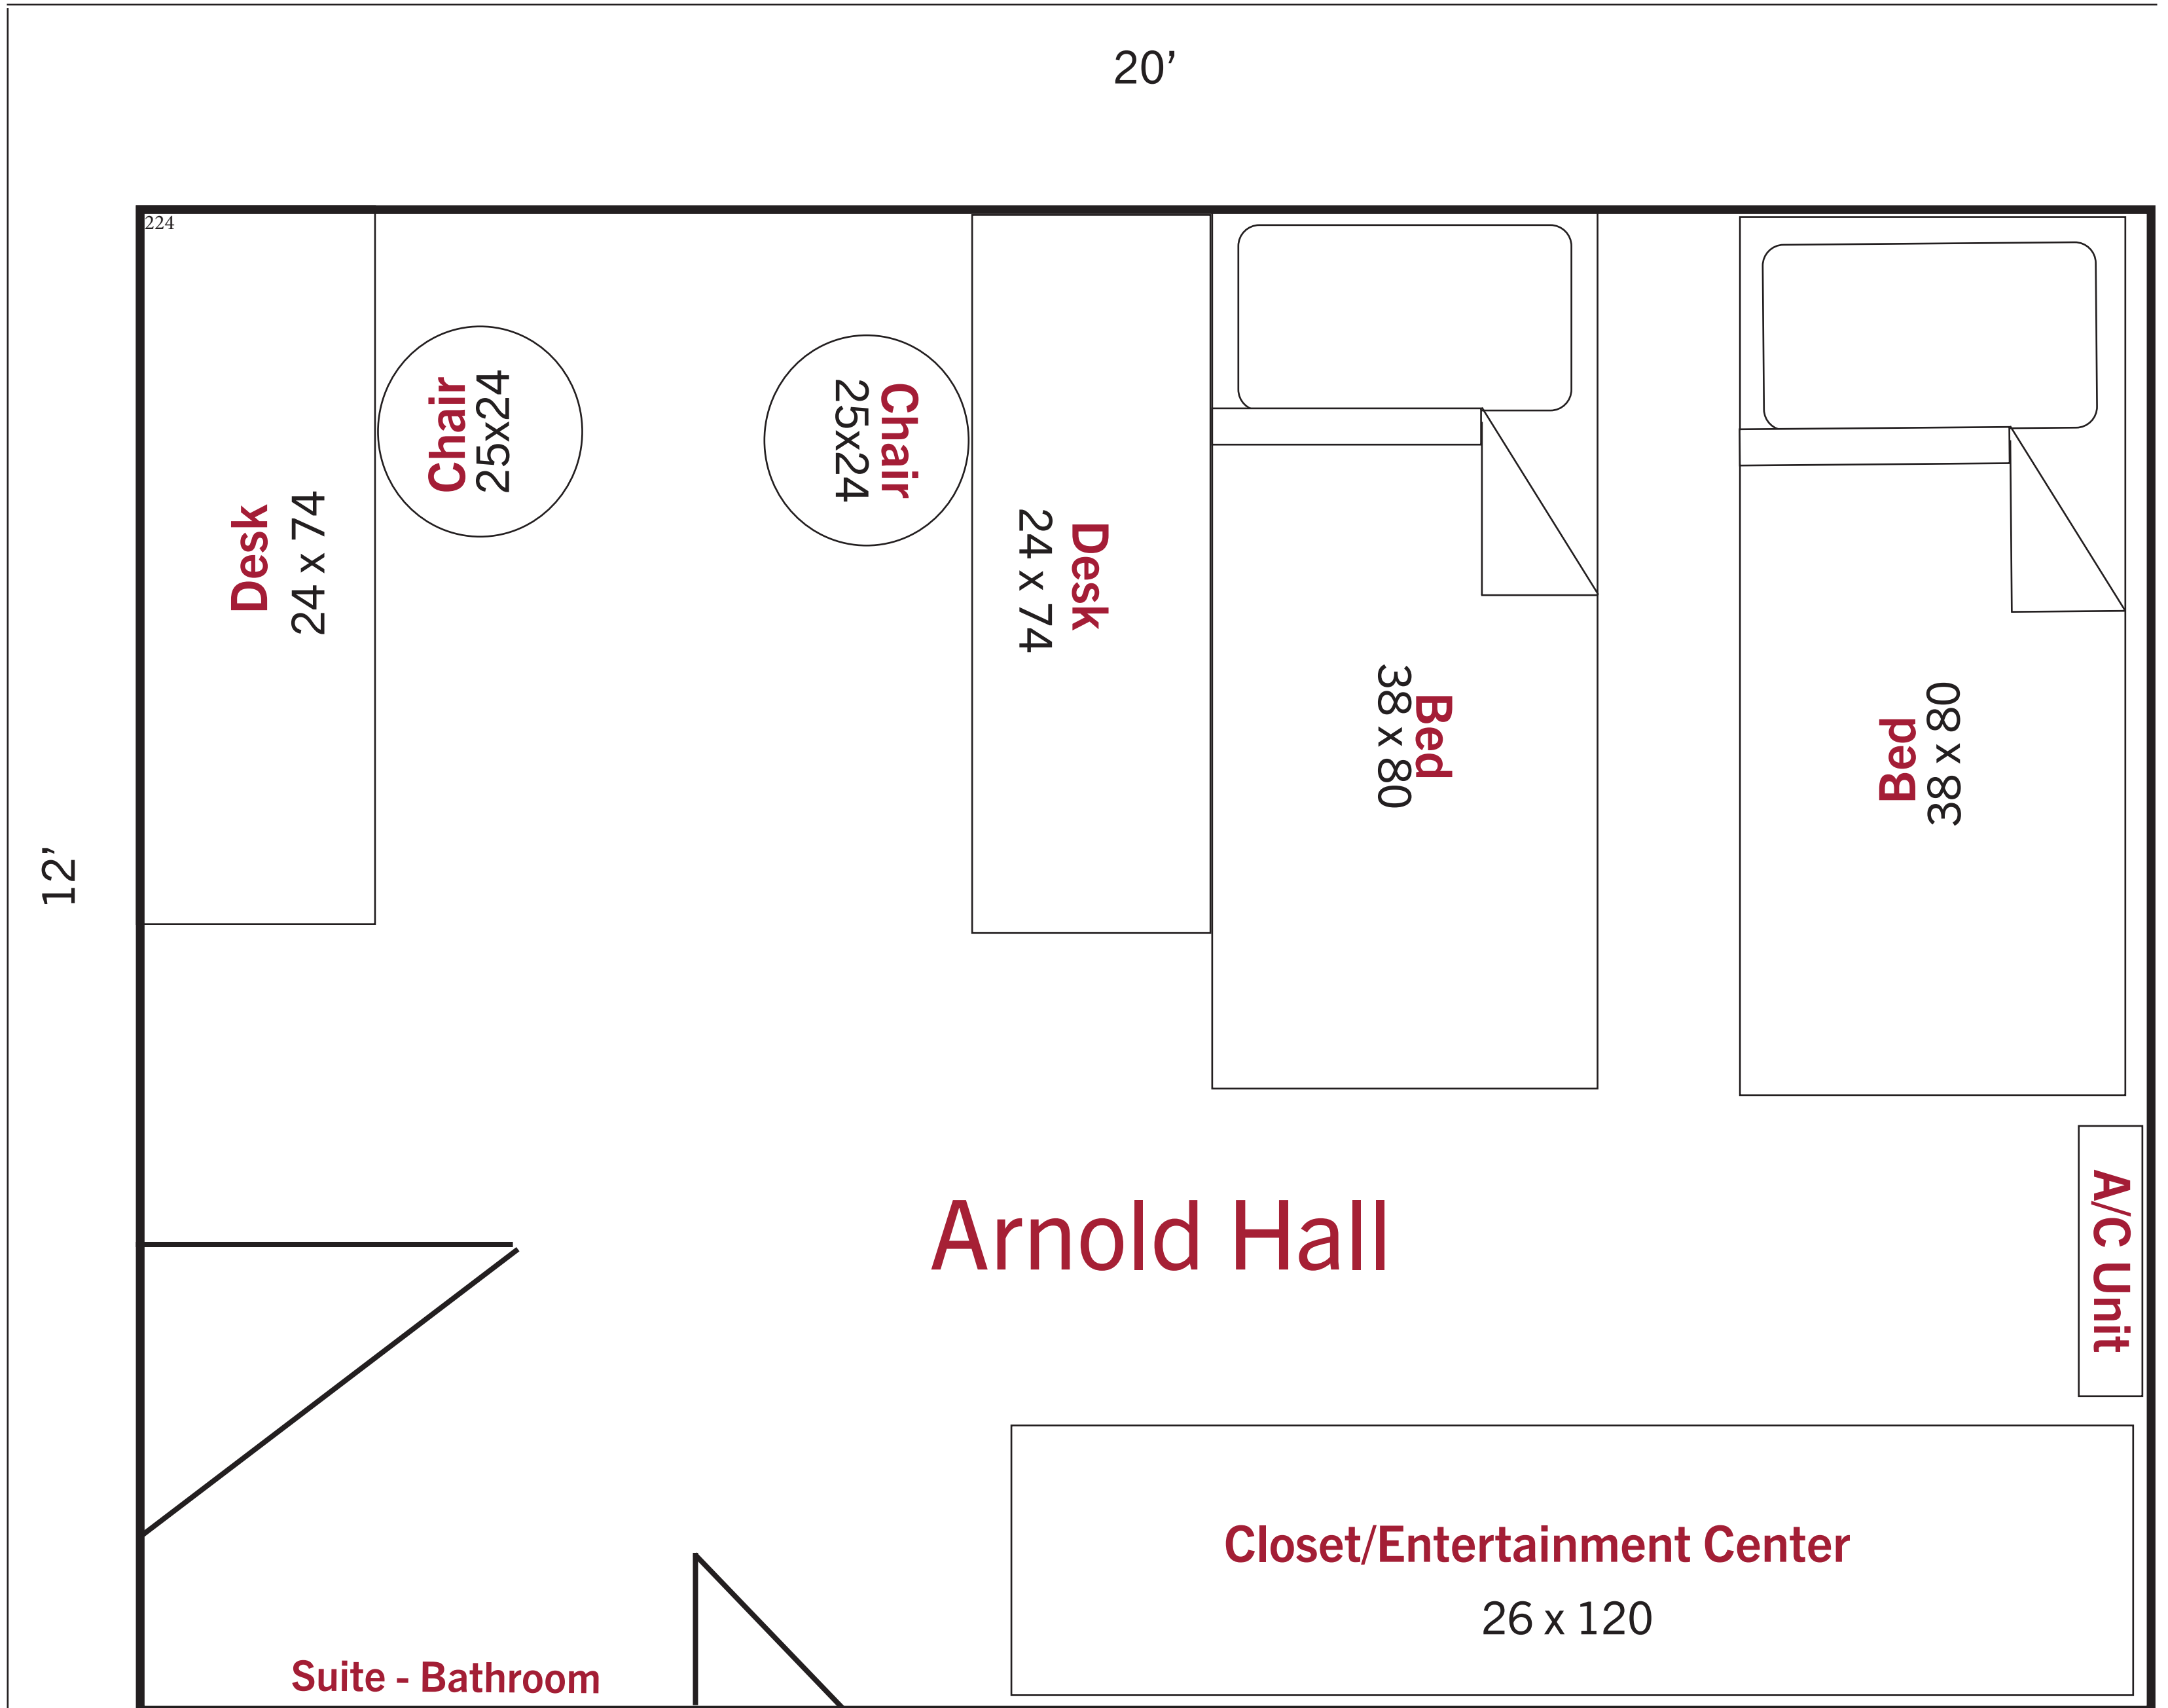 20’
224
Chair
25x24
Chair
25x24
Desk
24 x 74
Desk
24 x 74
Bed
38 x 80
Bed
38 x 80
12’
Arnold Hall
A/C Unit
Closet/Entertainment Center
26 x 120
Suite - Bathroom